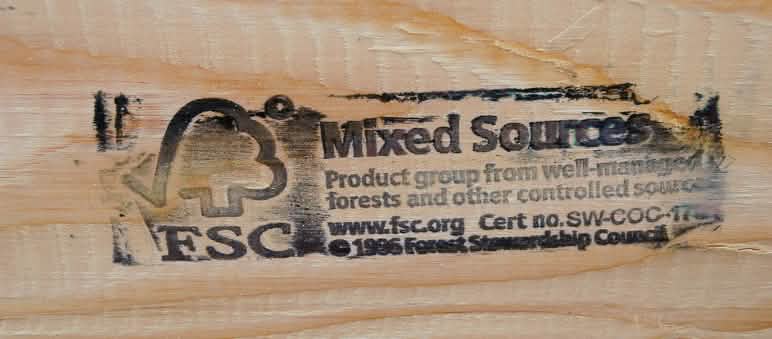 FSC
Mixed Sources
Product group from well-managed
forests and other controlled sources
www.fsc.org Cert no. SW-COC-17
© 1996 Forest Stewardship Council